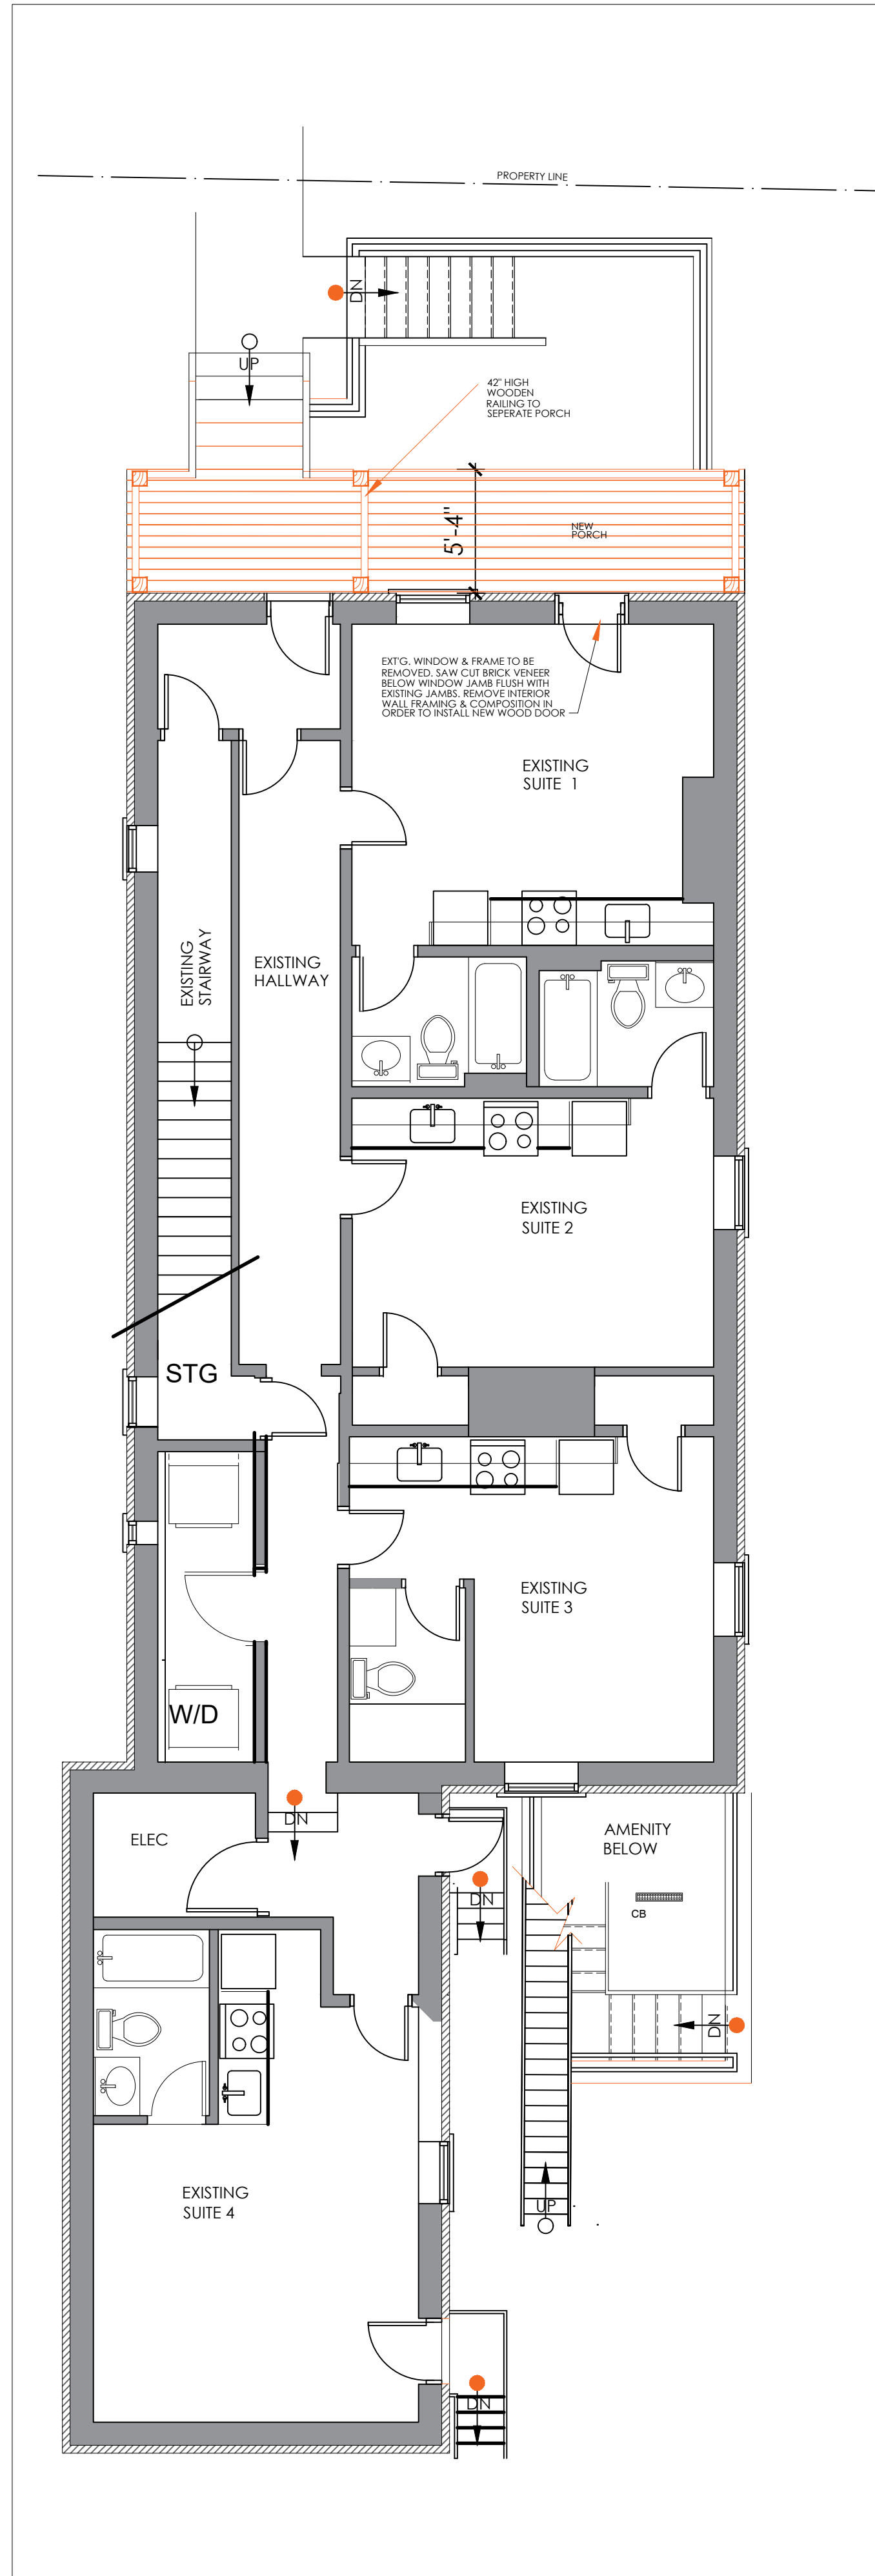 PROPERTY LINE
DN
UP
42" HIGH
WOODEN
RAILING TO
SEPERATE PORCH
5'-4"
NEW
PORCH
EXT'G. WINDOW & FRAME TO BE
REMOVED. SAW CUT BRICK VENEER
BELOW WINDOW JAMB FLUSH WITH
EXISTING JAMBS. REMOVE INTERIOR
WALL FRAMING & COMPOSITION IN
ORDER TO INSTALL NEW WOOD DOOR
EXISTING
SUITE 1
EXISTING
STAIRWAY
EXISTING
HALLWAY
EXISTING
SUITE 2
STG
EXISTING
SUITE 3
W/D
DN
ELEC
AMENITY
BELOW
DN
CB
DN
EXISTING
SUITE 4
UP
DN